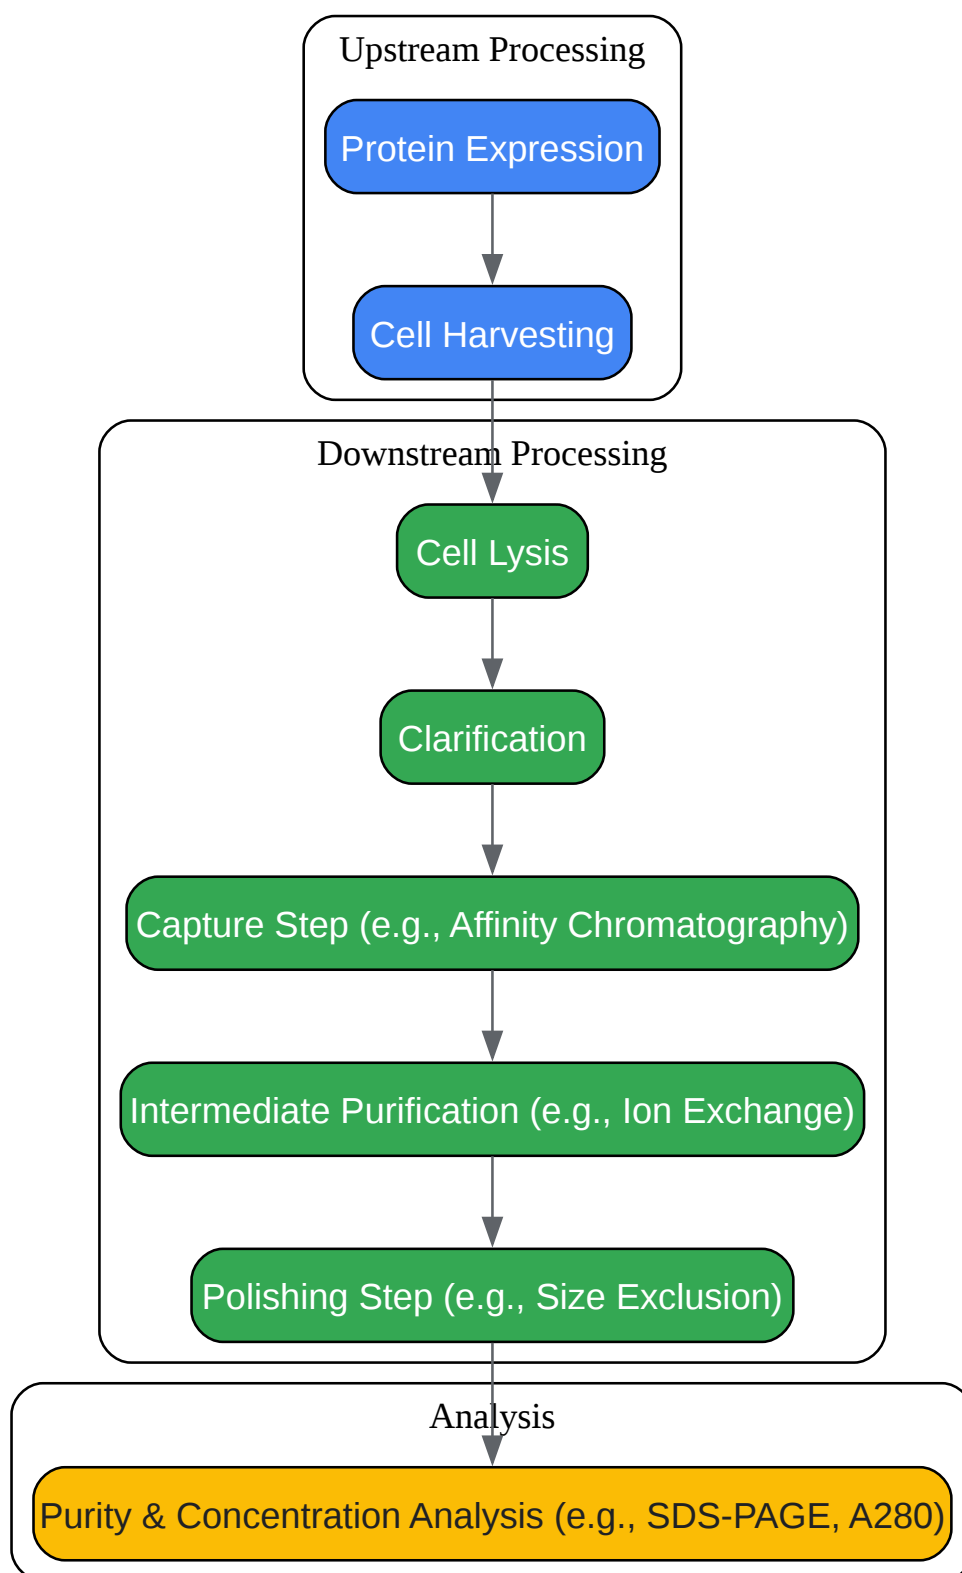 Upstream Processing
Protein Expression
Cell Harvesting
Downstream Processing
Cell Lysis
Clarification
Capture Step (e.g., Affinity Chromatography)
Intermediate Purification (e.g., Ion Exchange)
Polishing Step (e.g., Size Exclusion)
Analysis
Purity & Concentration Analysis (e.g., SDS-PAGE, A280)